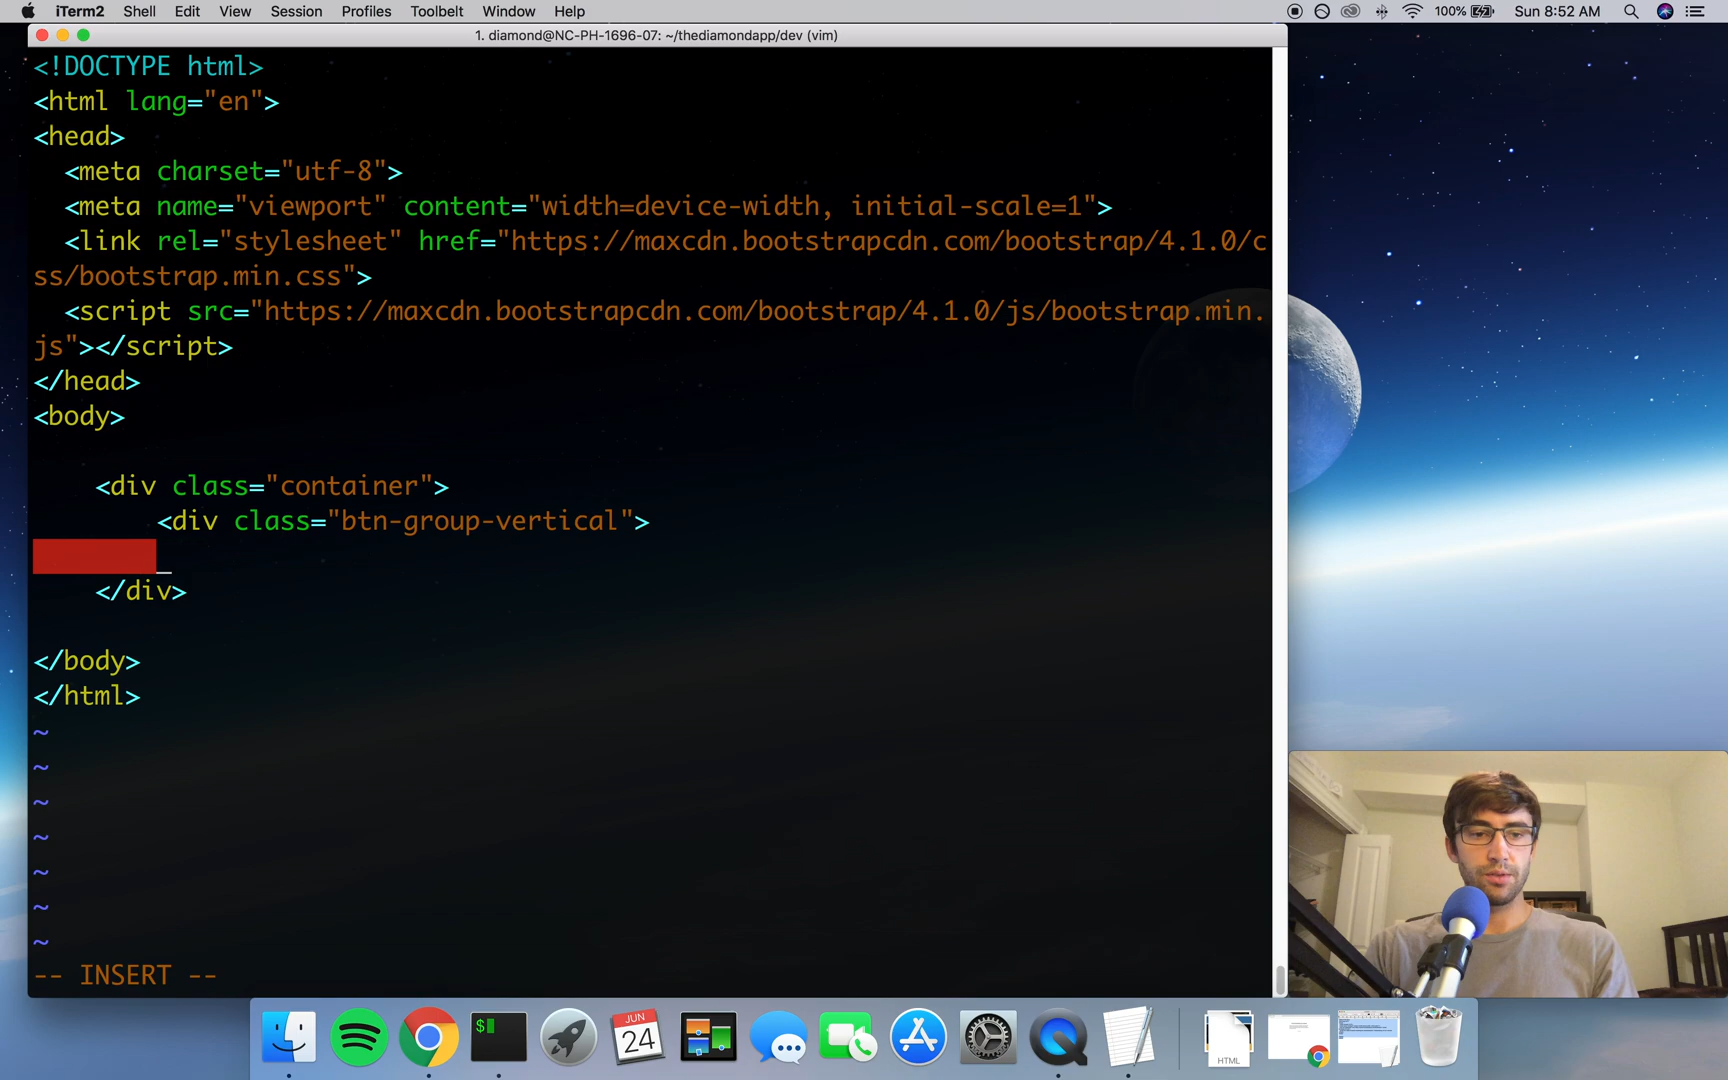 iTerm2 Shell Edit View Session Profiles Toolbelt Window Help 100% Sun 8:52 AM
1. diamond@NC-PH-1696-07: ~/thediamondapp/dev (vim)
<!DOCTYPE html>
<html lang="en">
<head>
<meta charset="utf-8">
<meta name="viewport" content="width=device-width, initial-scale=1">
<link rel="stylesheet" href="https://maxcdn.bootstrapcdn.com/bootstrap/4.1.0/c
ss/bootstrap.min.css">
<script src="https://maxcdn.bootstrapcdn.com/bootstrap/4.1.0/js/bootstrap.min.
js"></script>
</head>
<body>
<div class="container">
<div class="btn-group-vertical">
</div>
</body>
</html>
~
~
~
~
~
~
~
-- INSERT --
$
JUN
24
HTML